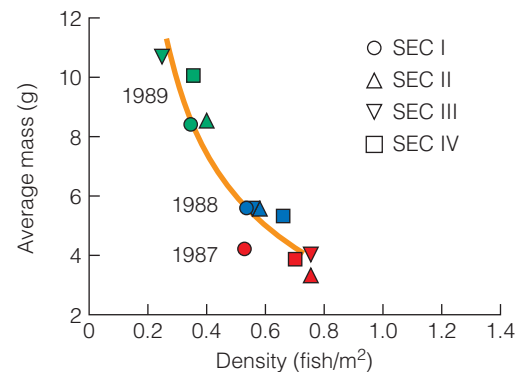 12
10
8
6
4
2
0
0.2
0.4
0.6
0.8
1.0
1.2
1.4
Average mass (g)
Density (fish/m²)
1989
1988
1987
SEC I
SEC II
SEC III
SEC IV